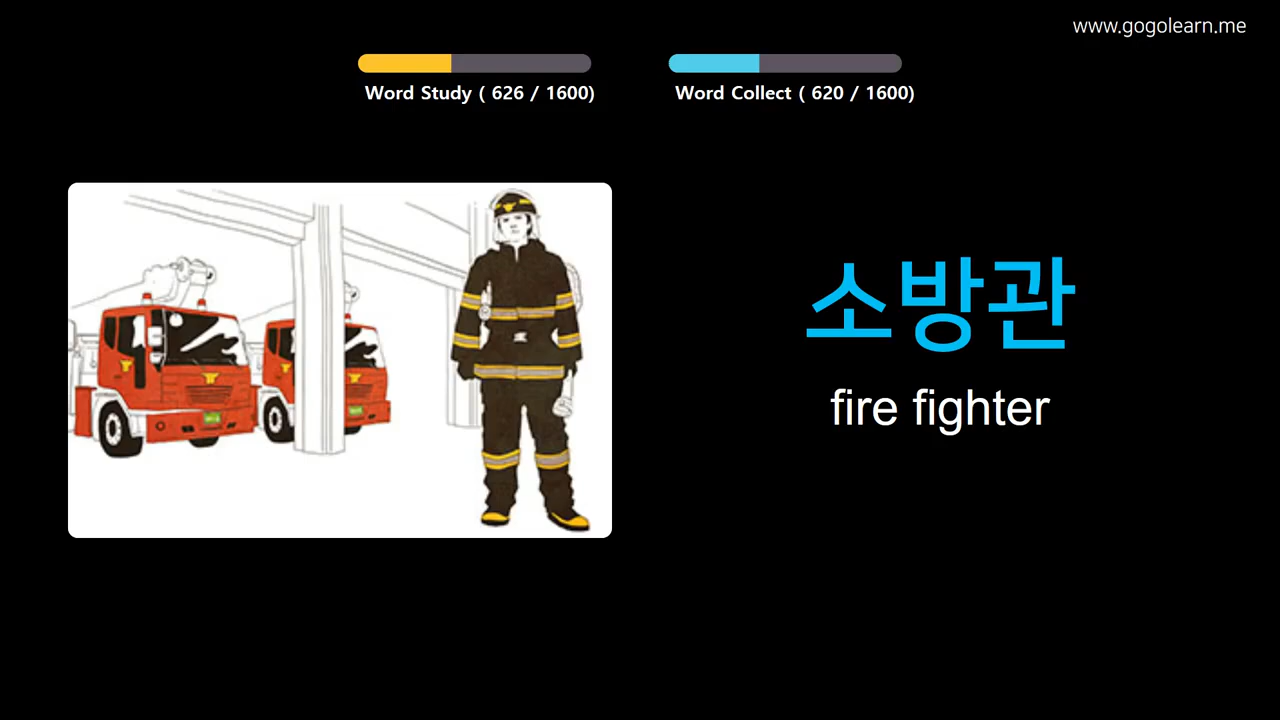 www.gogolearn.me
Word Study ( 626 / 1600)
Word Collect ( 620 / 1600)
소방관
fire fighter